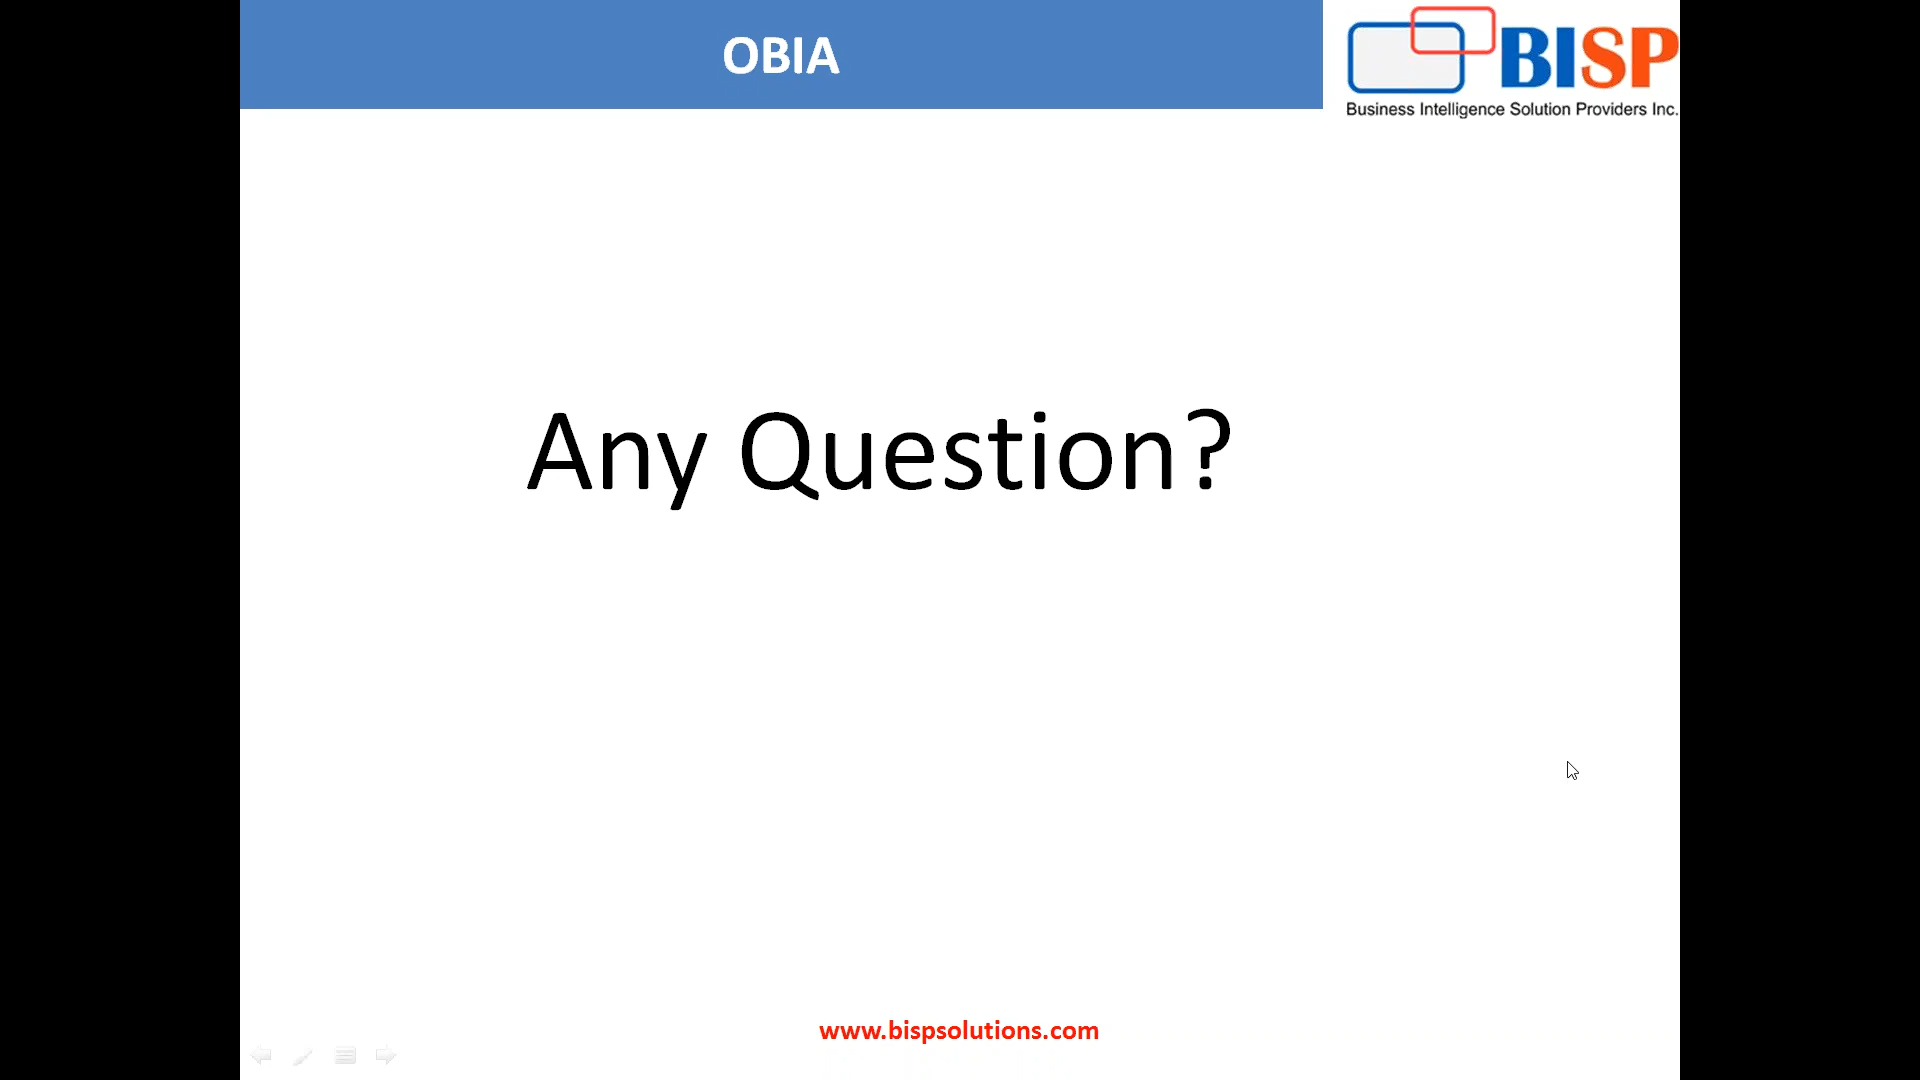 OBIA
BISP
Business Intelligence Solution Providers Inc.
Any Question?
www.bispsolutions.com